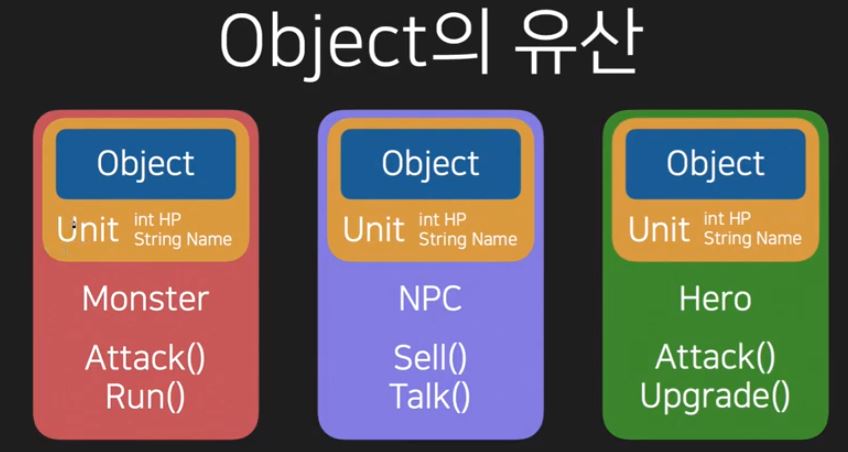 Object의 유산
Object
Unit
int HP
String Name
Monster
Attack()
Run()
Object
Unit
int HP
String Name
NPC
Sell()
Talk()
Object
Unit
int HP
String Name
Hero
Attack()
Upgrade()